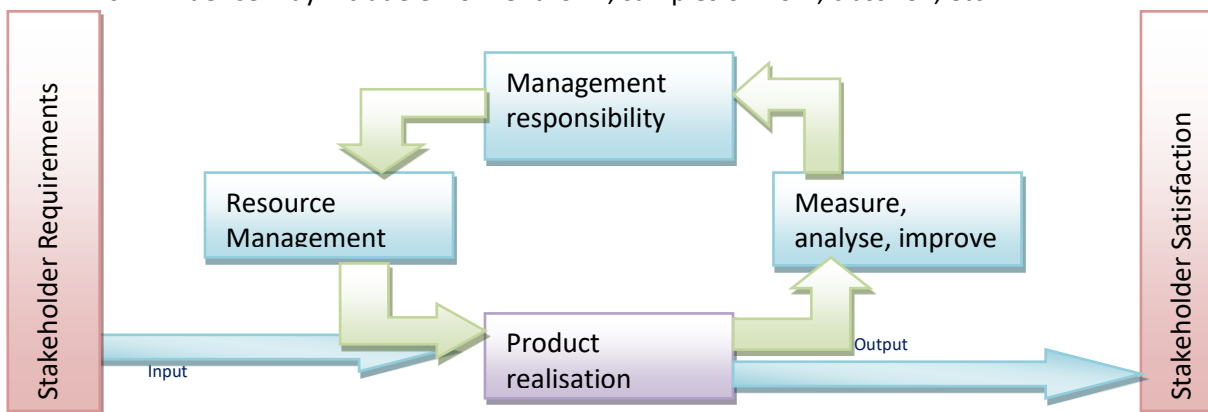 Management
responsibility
Resource
Management
Measure,
analyse, improve
Product
realisation
Input
Output
Stakeholder Requirements
Stakeholder Satisfaction